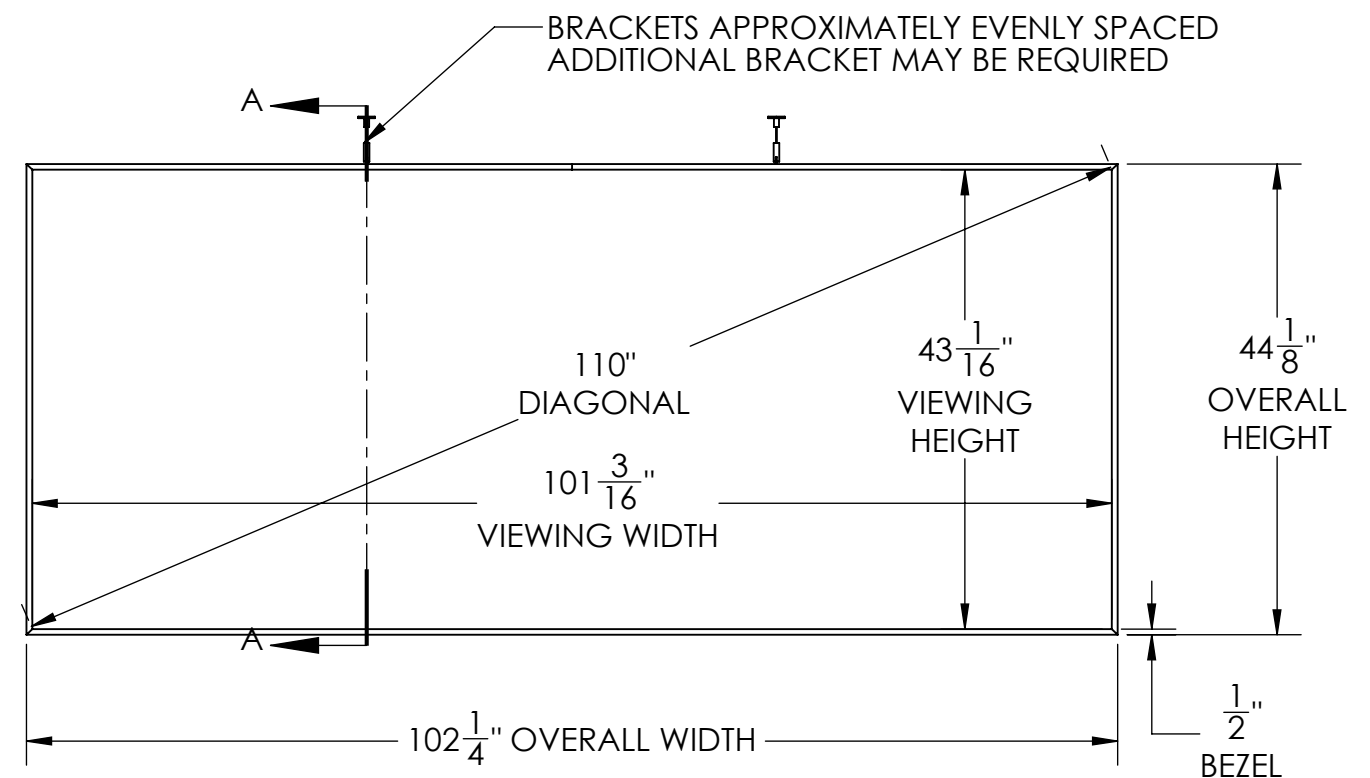 BRACKETS APPROXIMATELY EVENLY SPACED
ADDITIONAL BRACKET MAY BE REQUIRED
A
110"
DIAGONAL
43 1/16"
VIEWING
HEIGHT
44 1/8"
OVERALL
HEIGHT
101 3/16"
VIEWING WIDTH
A
102 1/4" OVERALL WIDTH
1/2"
BEZEL